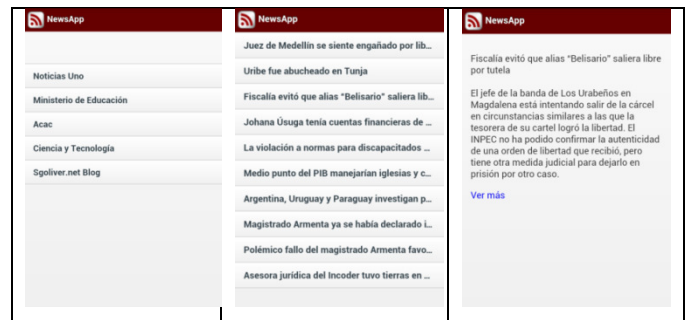 NewsApp
Noticias Uno
Ministerio de Educación
Acac
Ciencia y Tecnología
Sgoliver.net Blog
NewsApp
Juez de Medellín se siente engañado por lib...
Uribe fue abucheado en Tunja
Fiscalía evitó que alias "Belisario" saliera lib...
Johana Úsuga tenía cuentas financieras de ...
La violación a normas para discapacitados ...
Medio punto del PIB manejarían iglesias y c...
Argentina, Uruguay y Paraguay investigan p...
Magistrado Armenta ya se había declarado i...
Polémico fallo del magistrado Armenta favo...
Asesora jurídica del Incoder tuvo tierras en ...
NewsApp
Fiscalía evitó que alias "Belisario" saliera libre
por tutela
El jefe de la banda de Los Urabeños en
Magdalena está intentando salir de la cárcel
en circunstancias similares a las que la
tesorera de su cartel logró la libertad. El
INPEC no ha podido confirmar la autenticidad
de una orden de libertad que recibió, pero
tiene otra medida judicial para dejarlo en
prisión por otro caso.
Ver más